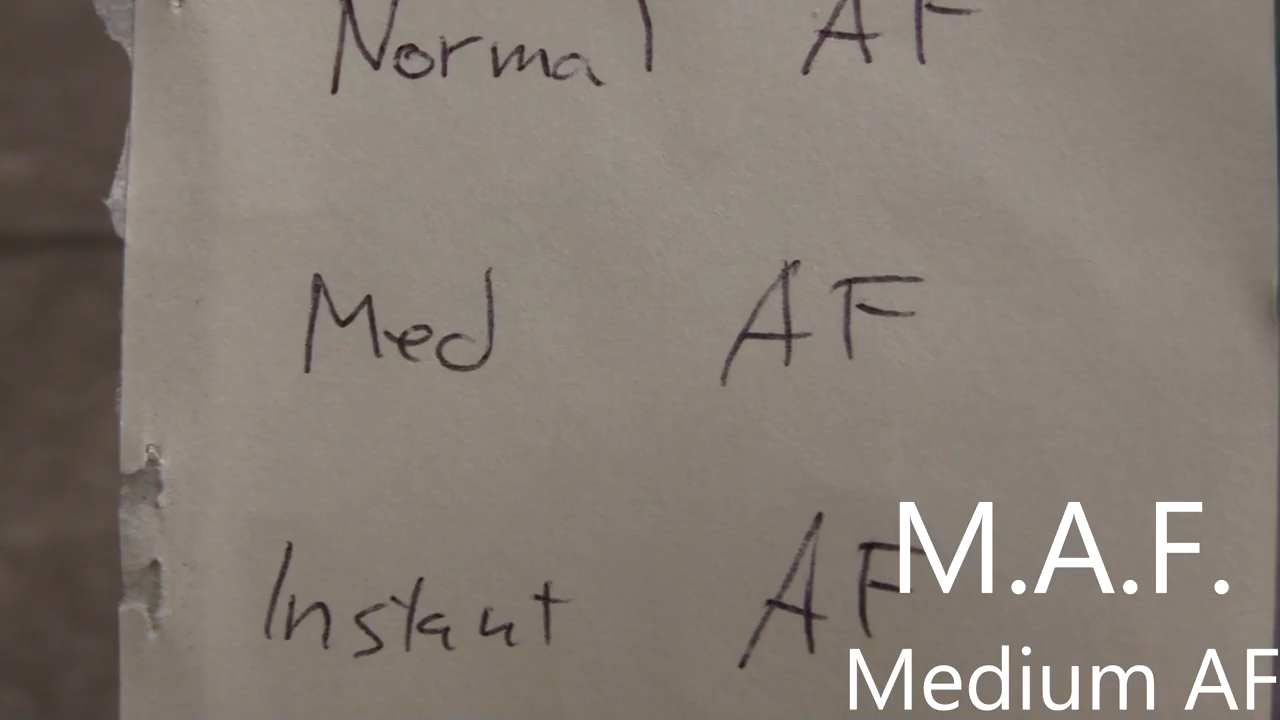 Normal AF
Med AF
Instant AF
M.A.F.
Medium AF